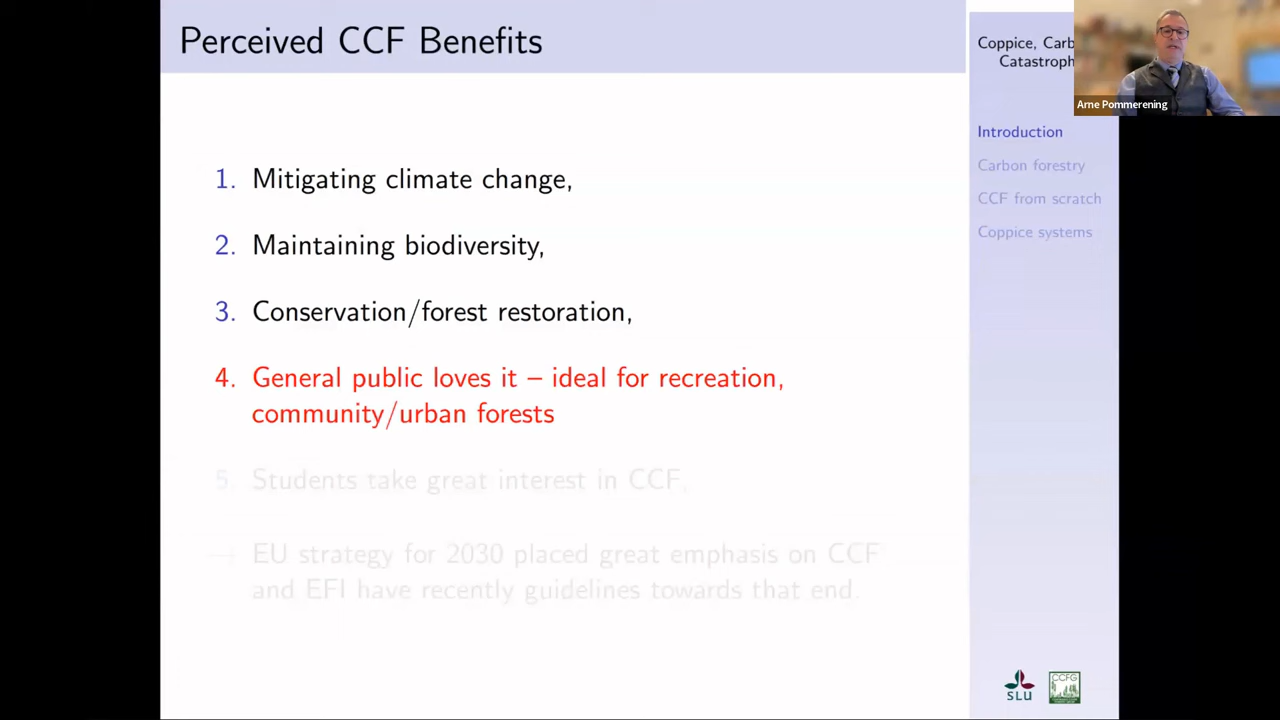 Perceived CCF Benefits
1. Mitigating climate change,
2. Maintaining biodiversity,
3. Conservation/forest restoration,
4. General public loves it – ideal for recreation,
community/urban forests
5. Students take great interest in CCF,
→ EU strategy for 2030 placed great emphasis on CCF
and EFI have recently guidelines towards that end.
Coppice, Carb
Catastroph
Introduction
Carbon forestry
CCF from scratch
Coppice systems
Arne Pommerening
SLU
CCFG